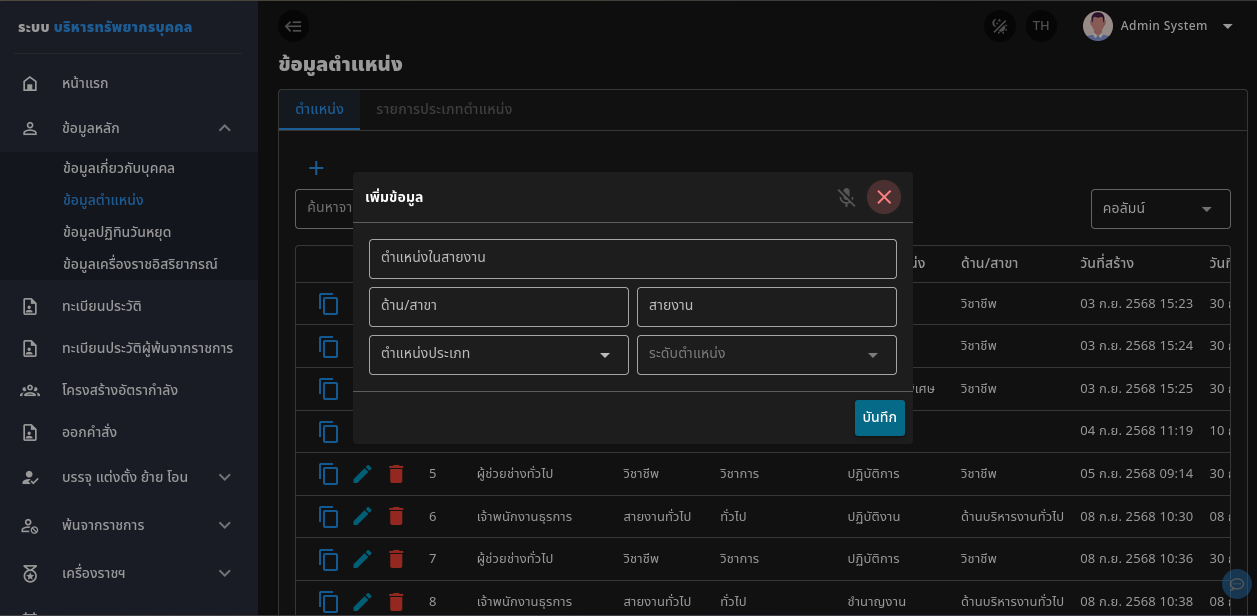 ระบบ บริหารทรัพยากรบุคคล
TH
Admin System
ข้อมูลตำแหน่ง
หน้าแรก
ข้อมูลหลัก
ข้อมูลเกี่ยวกับบุคคล
ข้อมูลตำแหน่ง
ข้อมูลปฏิทินวันหยุด
ข้อมูลเครื่องราชอิสริยาภรณ์
ทะเบียนประวัติ
ทะเบียนประวัติผู้พ้นจากราชการ
โครงสร้างอัตรากำลัง
ออกคำสั่ง
บรรจุ แต่งตั้ง ย้าย โอน
พ้นจากราชการ
เครื่องราชฯ
ตำแหน่ง รายการประเภทตำแหน่ง
คอลัมน์
เพิ่มข้อมูล
ตำแหน่งในสายงาน
ด้าน/สาขา สายงาน
ตำแหน่งประเภท ระดับตำแหน่ง
บันทึก
ด้าน/สาขา วันที่สร้าง
วิชาชีพ 03 ก.ย. 2568 15:23 30
วิชาชีพ 03 ก.ย. 2568 15:24 30
วิชาชีพ 03 ก.ย. 2568 15:25 30
04 ก.ย. 2568 11:19 10
5 ผู้ช่วยช่างทั่วไป วิชาชีพ วิชาการ ปฏิบัติการ วิชาชีพ 05 ก.ย. 2568 09:14 30
6 เจ้าพนักงานธุรการ สายงานทั่วไป ทั่วไป ปฏิบัติงาน ด้านบริหารงานทั่วไป 08 ก.ย. 2568 10:30 08
7 ผู้ช่วยช่างทั่วไป วิชาชีพ วิชาการ ปฏิบัติการ วิชาชีพ 08 ก.ย. 2568 10:36 30
8 เจ้าพนักงานธุรการ สายงานทั่วไป ทั่วไป ชำนาญงาน ด้านบริหารงานทั่วไป 08 ก.ย. 2568 10:38 08